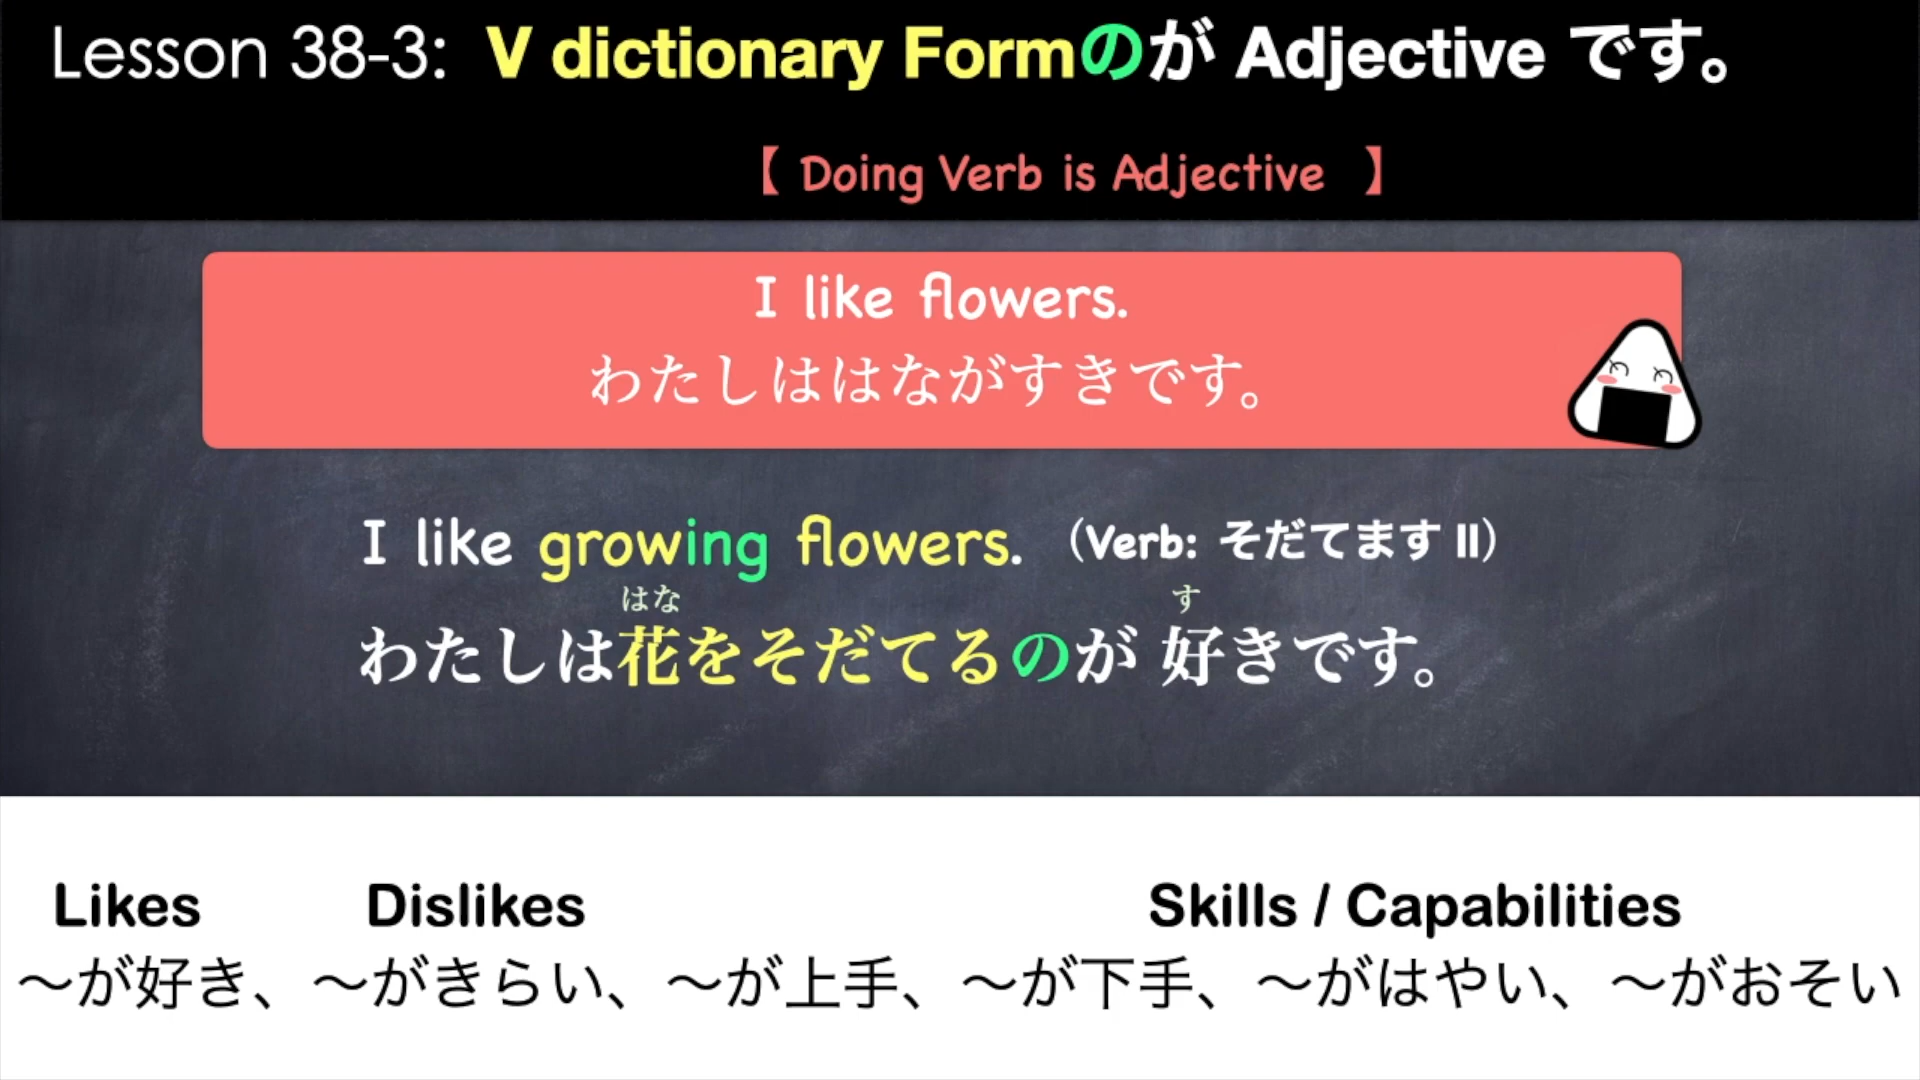 Lesson 38-3: V dictionary Formのが Adjective です。
【 Doing Verb is Adjective 】
I like flowers.
わたしははながすきです。
I like growing flowers. (Verb: そだてます II)
はな す
わたしは花をそだてるのが 好きです。
Likes Dislikes Skills / Capabilities
〜が好き、〜がきらい、〜が上手、〜が下手、〜がはやい、〜がおそい